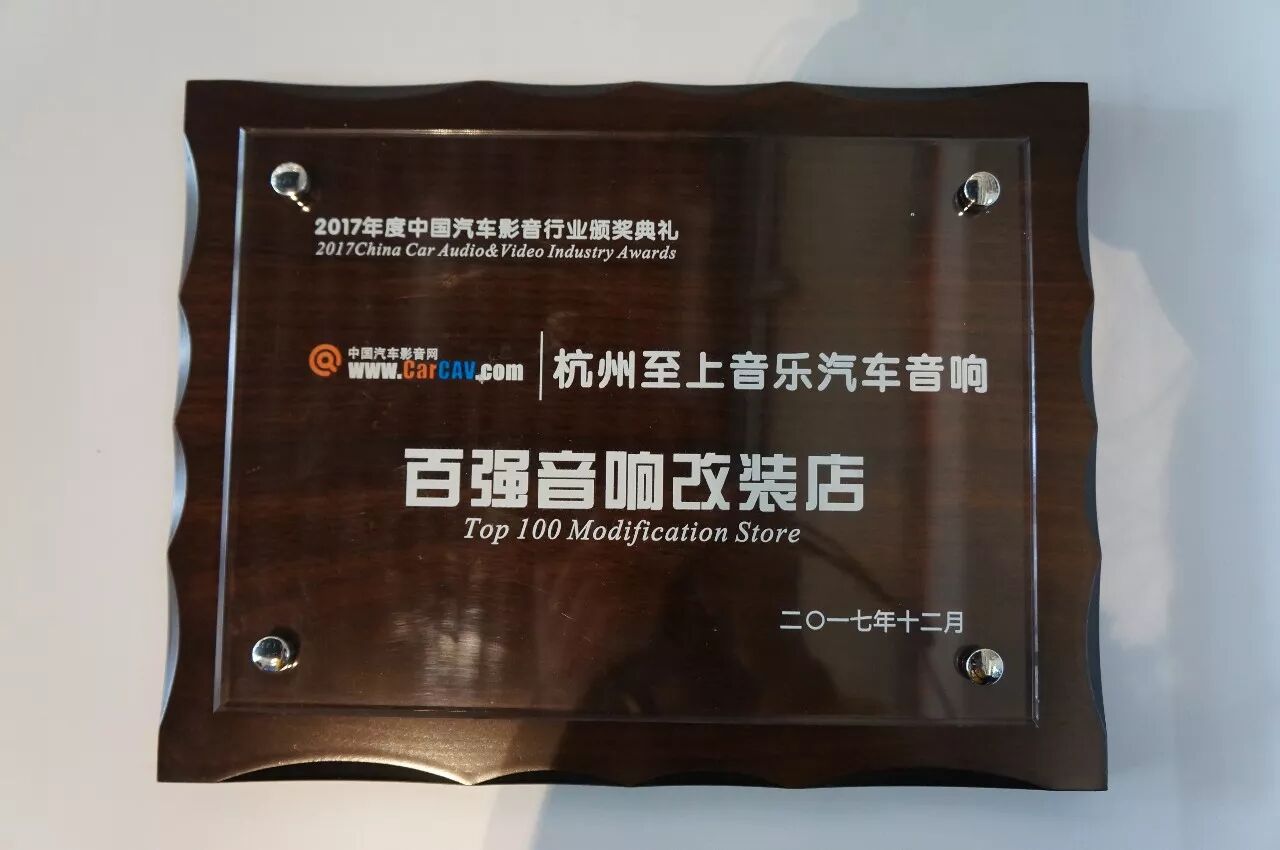 2017年度中国汽车影音行业颁奖典礼
2017China Car Audio&Video Industry Awards
中国汽车影音网
www.CarCAV.com
杭州至上音乐汽车音响
百强音响改装店
Top 100 Modification Store
二〇一七年十二月